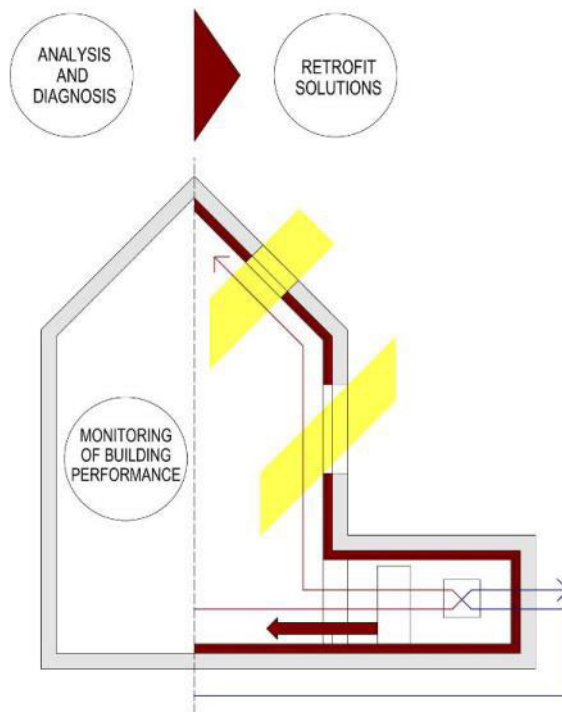 ANALYSIS
AND
DIAGNOSIS
RETROFIT
SOLUTIONS
MONITORING
OF BUILDING
PERFORMANCE